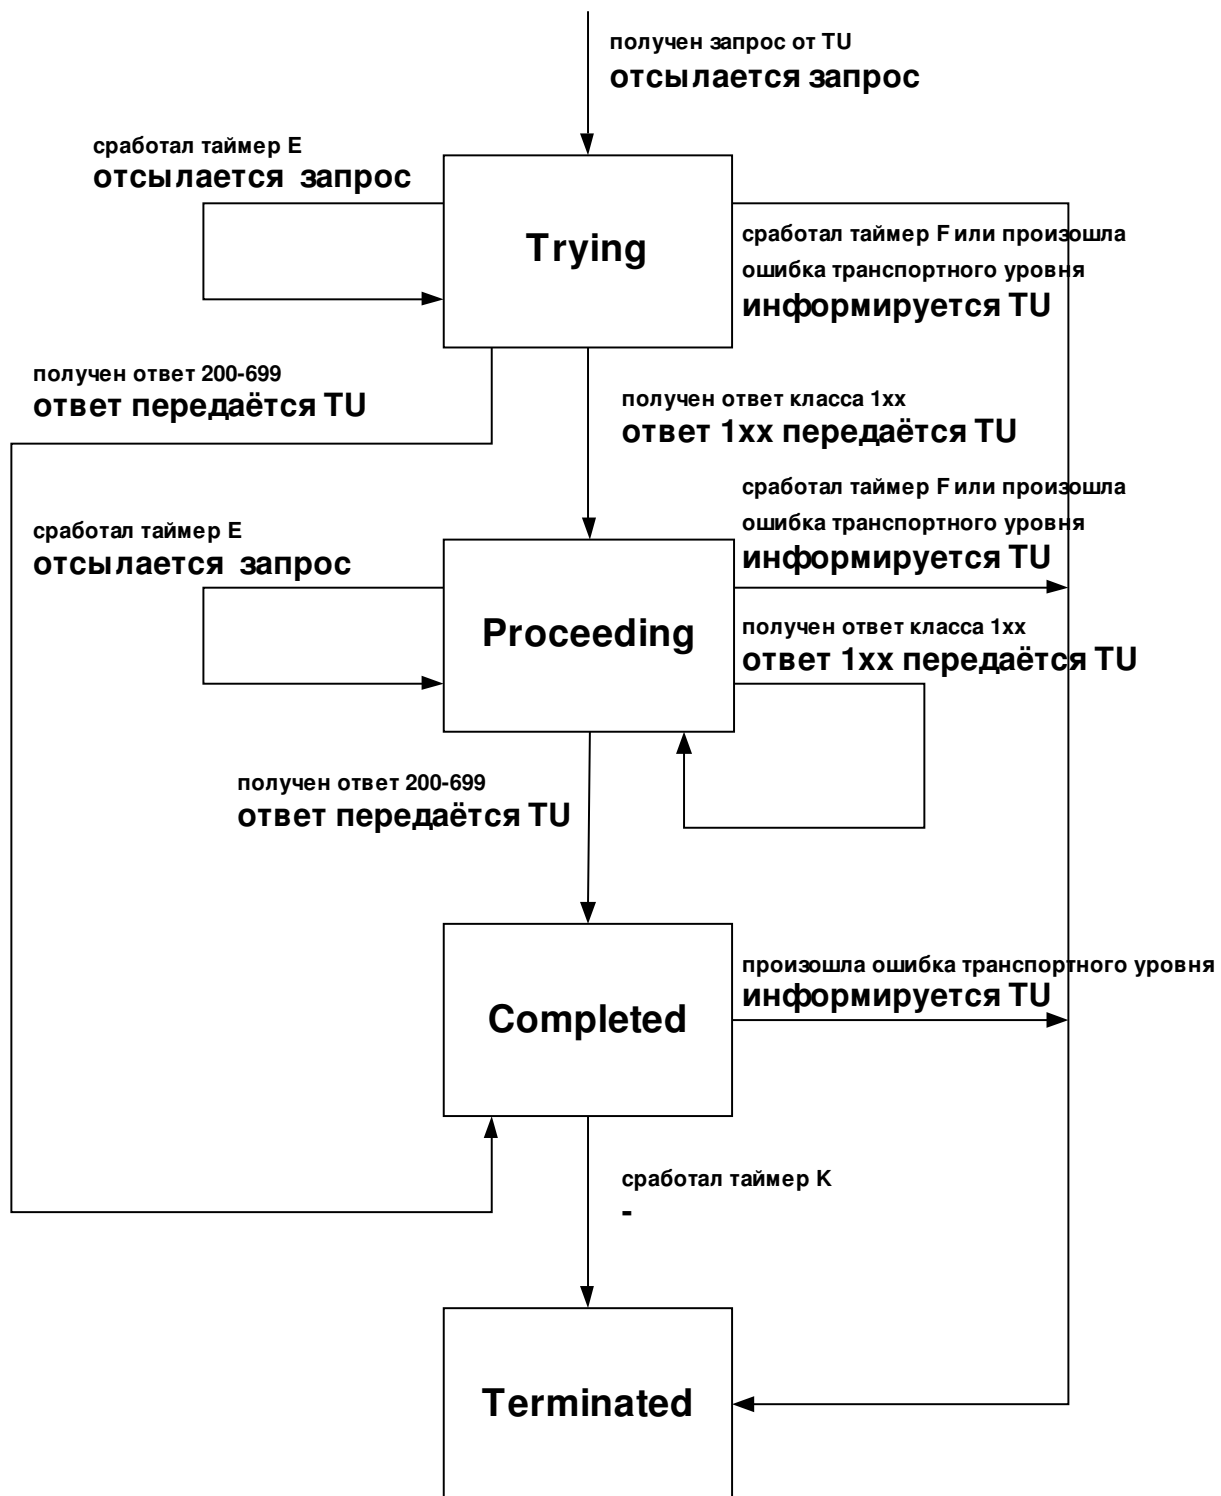 получен запрос от TU
отсылается запрос
сработал таймер E
отсылается запрос
Trying
сработал таймер F или произошла
ошибка транспортного уровня
информируется TU
получен ответ 200-699
ответ передаётся TU
получен ответ класса 1xx
ответ 1xx передаётся TU
сработал таймер F или произошла
ошибка транспортного уровня
информируется TU
сработал таймер E
отсылается запрос
Proceeding
получен ответ класса 1xx
ответ 1xx передаётся TU
получен ответ 200-699
ответ передаётся TU
произошла ошибка транспортного уровня
информируется TU
Completed
сработал таймер K
-
Terminated